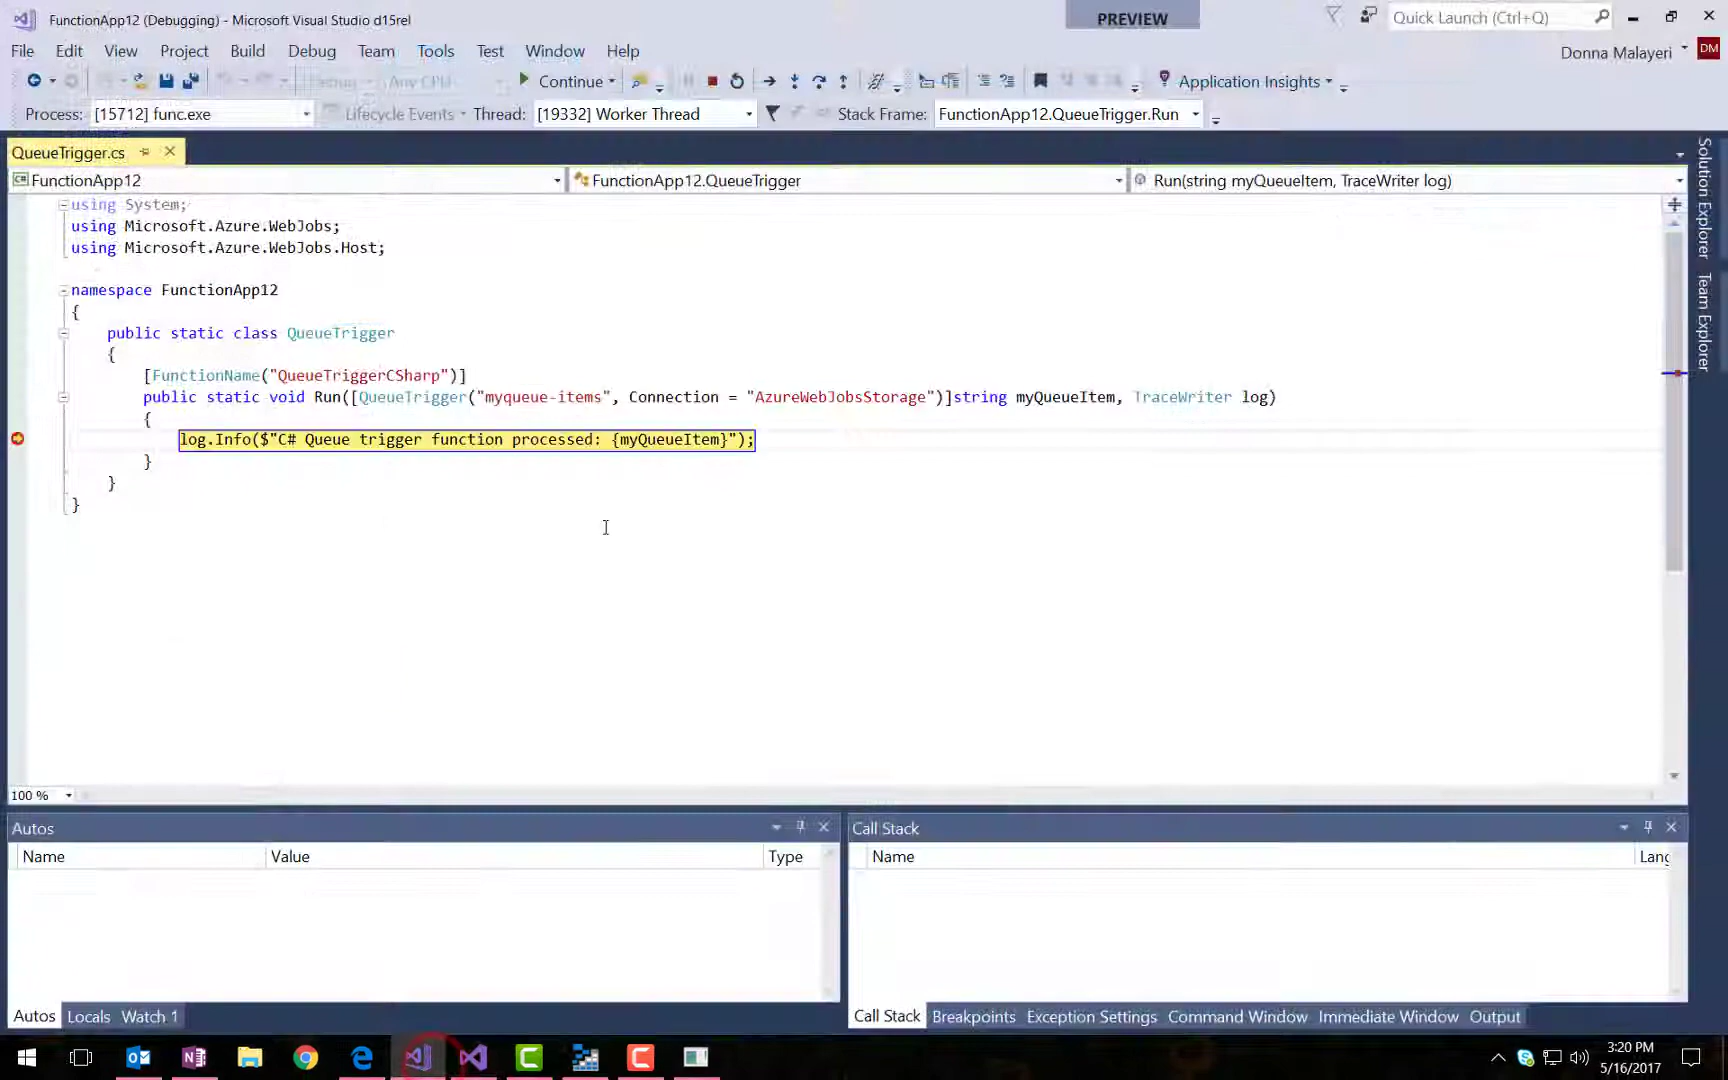 FunctionApp12 (Debugging) - Microsoft Visual Studio d15rel
PREVIEW
Quick Launch (Ctrl+Q)
File Edit View Project Build Debug Team Tools Test Window Help
Donna Malayeri DM
Debug Any CPU Continue Application Insights
Process: [15712] func.exe Lifecycle Events Thread: [19332] Worker Thread Stack Frame: FunctionApp12.QueueTrigger.Run
QueueTrigger.cs
C# FunctionApp12 FunctionApp12.QueueTrigger Run(string myQueueItem, TraceWriter log)
using System;
using Microsoft.Azure.WebJobs;
using Microsoft.Azure.WebJobs.Host;
namespace FunctionApp12
{
public static class QueueTrigger
{
[FunctionName("QueueTriggerCSharp")]
public static void Run([QueueTrigger("myqueue-items", Connection = "AzureWebJobsStorage")]string myQueueItem, TraceWriter log)
{
log.Info($"C# Queue trigger function processed: {myQueueItem}");
}
}
}
Solution Explorer
Team Explorer
100 %
Autos
Name Value Type
Autos Locals Watch 1
Call Stack
Name Lang
Call Stack Breakpoints Exception Settings Command Window Immediate Window Output
3:20 PM
5/16/2017